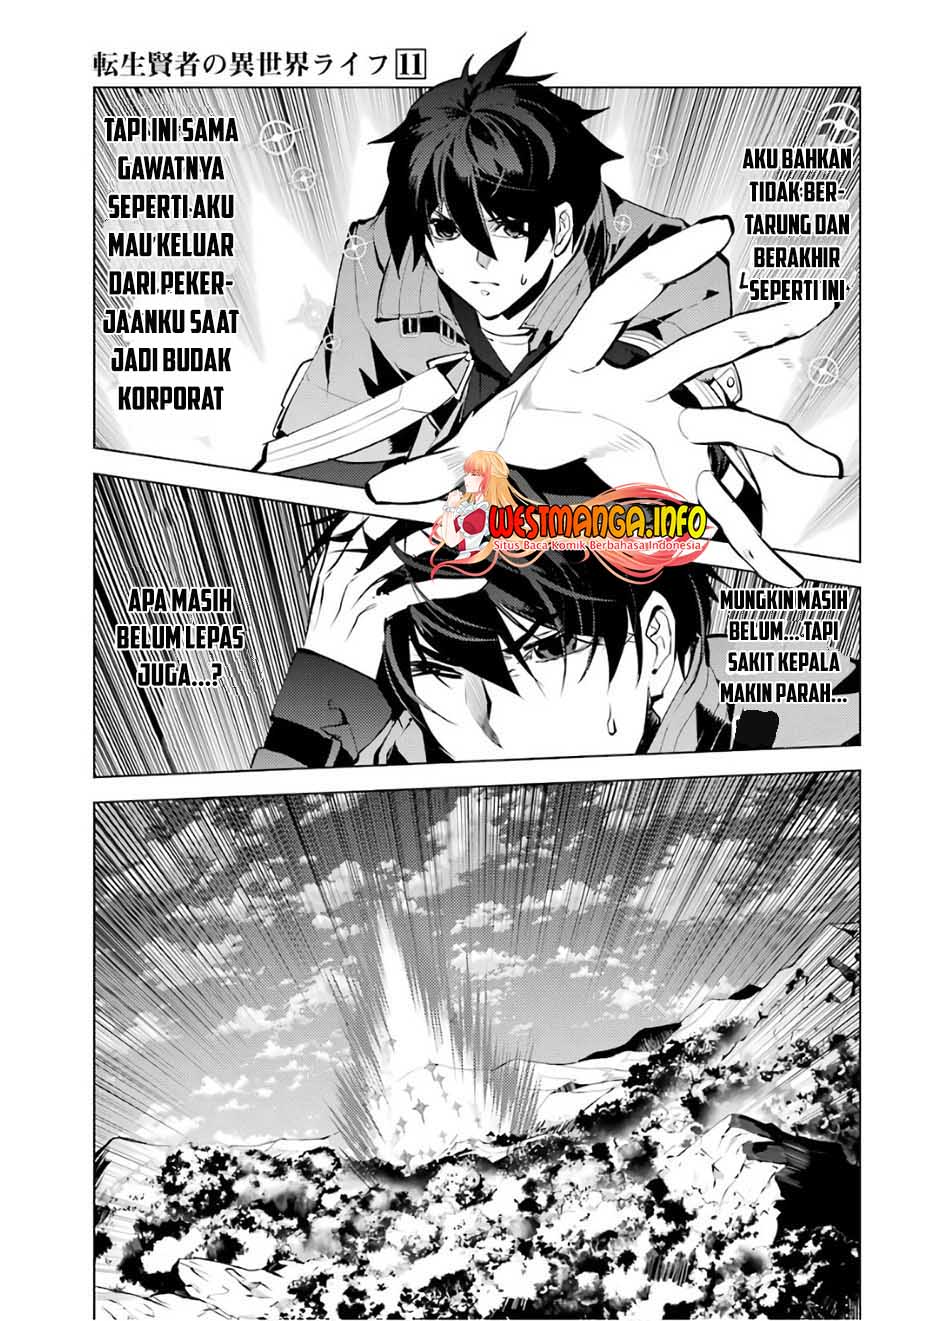 転生賢者の異世界ライフ 11
AKU BAHKAN
TIDAK BER-
TARUNG DAN
BERAKHIR
SEPERTI INI
TAPI INI SAMA
GAWATNYA
SEPERTI AKU
MAU KELUAR
DARI PEKER-
JAANKU SAAT
JADI BUDAK
KORPORAT
WESTMANGA.INFO
Situs Baca Komik Berbahasa Indonesia
MUNGKIN MASIH
BELUM... TAPI
SAKIT KEPALA
MAKIN PARAH...
APA MASIH
BELUM LEPAS
JUGA...?